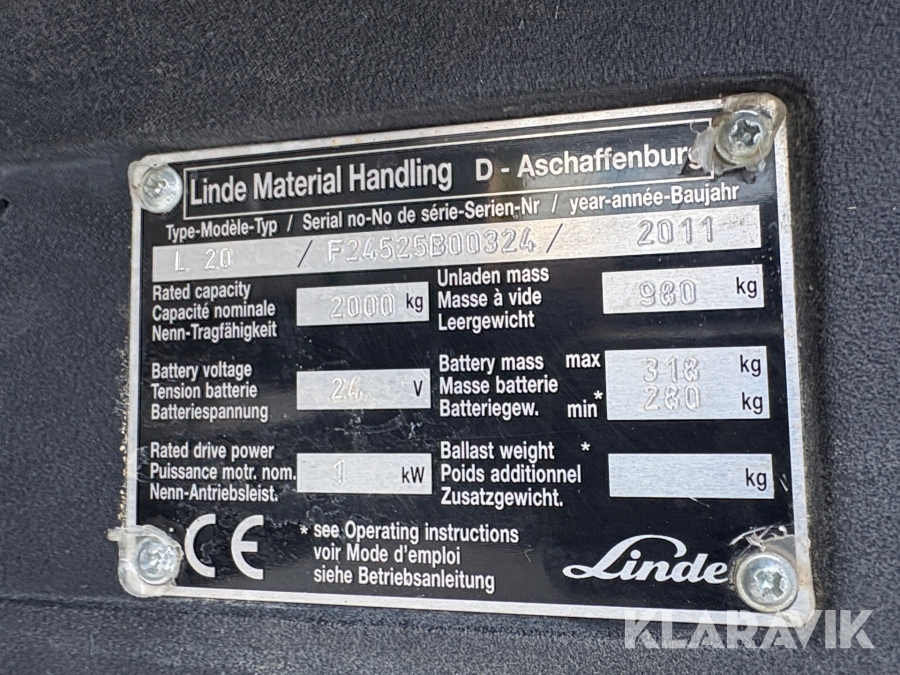 Linde Material Handling D - Aschaffenburg
Type-Modèle-Typ / Serial no-No de série-Serien-Nr / year-année-Baujahr
L 20 / F24525B00324 / 2011
Rated capacity
Capacité nominale
Nenn-Tragfähigkeit
2000 kg
Unladen mass
Masse à vide
Leergewicht
980 kg
Battery voltage
Tension batterie
Batteriespannung
24 V
Battery mass max 318 kg
Masse batterie
Batteriegew. min* 280 kg
Rated drive power
Puissance motr. nom.
Nenn-Antriebsleist.
1 kW
Ballast weight *
Poids additionnel
Zusatzgewicht.
kg
CE
* see Operating instructions
voir Mode d'emploi
siehe Betriebsanleitung
Linde
KLARAVIK